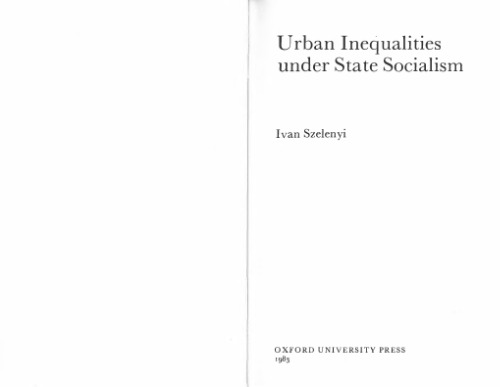 Urban Inequalities
under State Socialism
Ivan Szelenyi
OXFORD UNIVERSITY PRESS
1983